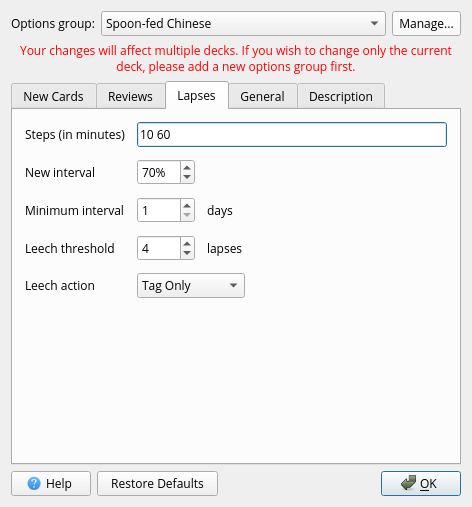 Options group: Spoon-fed Chinese Manage...
Your changes will affect multiple decks. If you wish to change only the current
deck, please add a new options group first.
New Cards Reviews Lapses General Description
Steps (in minutes) 10 60
New interval 70%
Minimum interval 1 days
Leech threshold 4 lapses
Leech action Tag Only
Help Restore Defaults OK